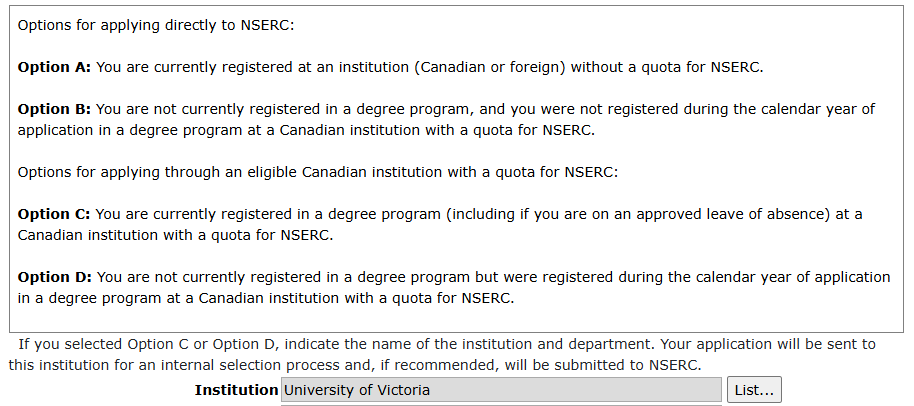 Options for applying directly to NSERC:
Option A: You are currently registered at an institution (Canadian or foreign) without a quota for NSERC.
Option B: You are not currently registered in a degree program, and you were not registered during the calendar year of
application in a degree program at a Canadian institution with a quota for NSERC.
Options for applying through an eligible Canadian institution with a quota for NSERC:
Option C: You are currently registered in a degree program (including if you are on an approved leave of absence) at a
Canadian institution with a quota for NSERC.
Option D: You are not currently registered in a degree program but were registered during the calendar year of application
in a degree program at a Canadian institution with a quota for NSERC.
If you selected Option C or Option D, indicate the name of the institution and department. Your application will be sent to
this institution for an internal selection process and, if recommended, will be submitted to NSERC.
Institution University of Victoria List...